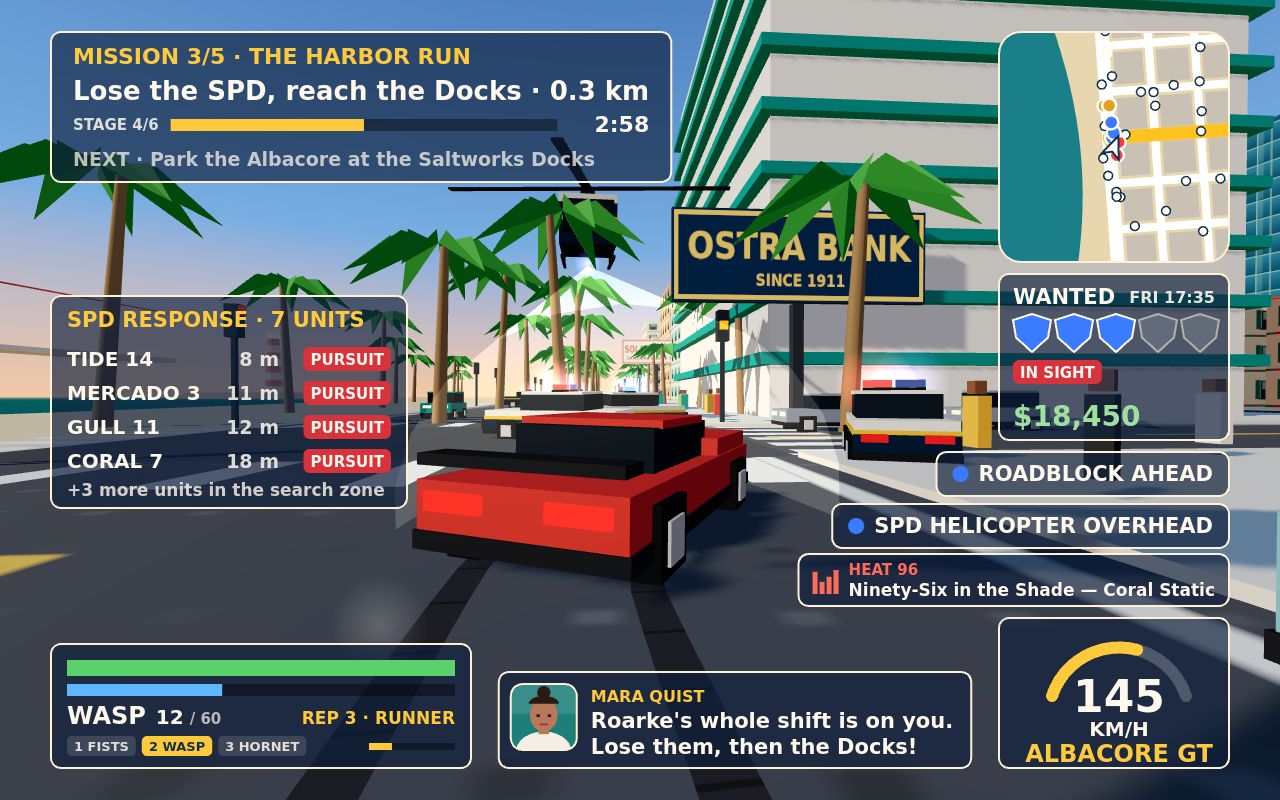 MISSION 3/5 · THE HARBOR RUN
Lose the SPD, reach the Docks · 0.3 km
STAGE 4/6
2:58
NEXT · Park the Albacore at the Saltworks Docks
OSTRA BANK
SINCE 1911
SPD RESPONSE · 7 UNITS
TIDE 14 8 m PURSUIT
MERCADO 3 11 m PURSUIT
GULL 11 12 m PURSUIT
CORAL 7 18 m PURSUIT
+3 more units in the search zone
WANTED FRI 17:35
IN SIGHT
$18,450
ROADBLOCK AHEAD
SPD HELICOPTER OVERHEAD
HEAT 96
Ninety-Six in the Shade — Coral Static
WASP 12 / 60 REP 3 · RUNNER
1 FISTS 2 WASP 3 HORNET
MARA QUIST
Roarke's whole shift is on you.
Lose them, then the Docks!
145
KM/H
ALBACORE GT